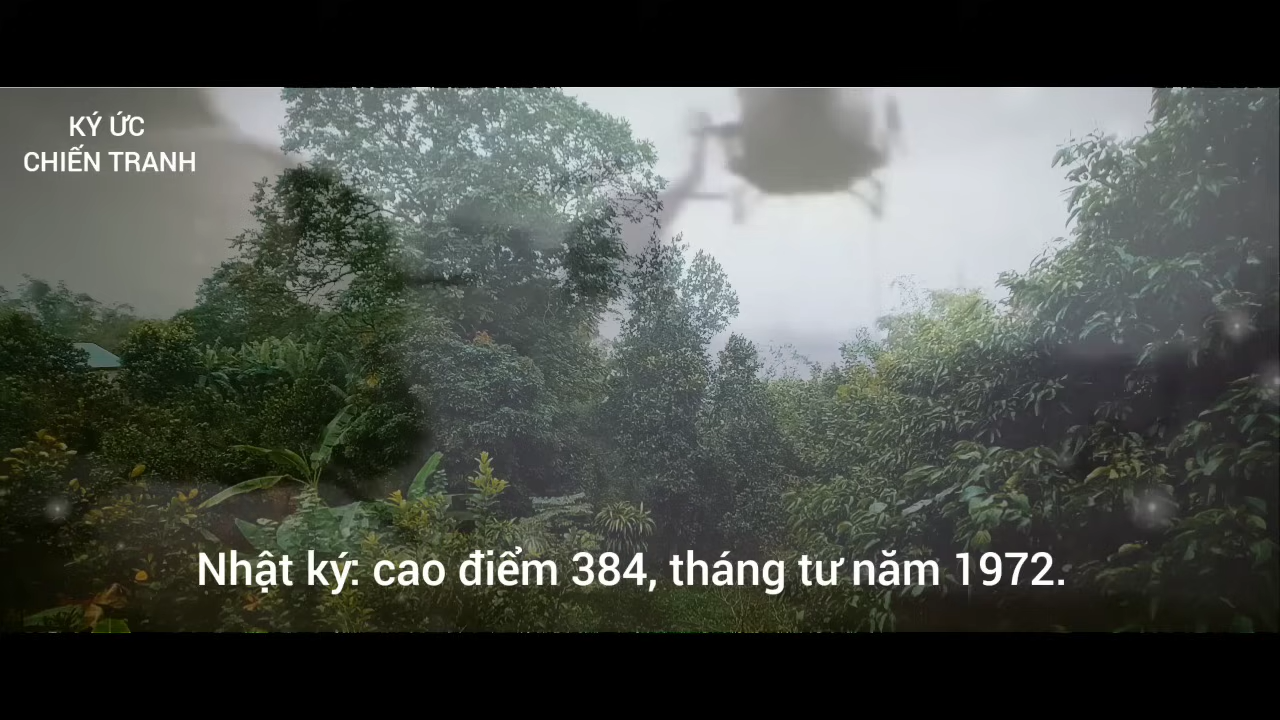 KÝ ỨC
CHIẾN TRANH
Nhật ký: cao điểm 384, tháng tư năm 1972.